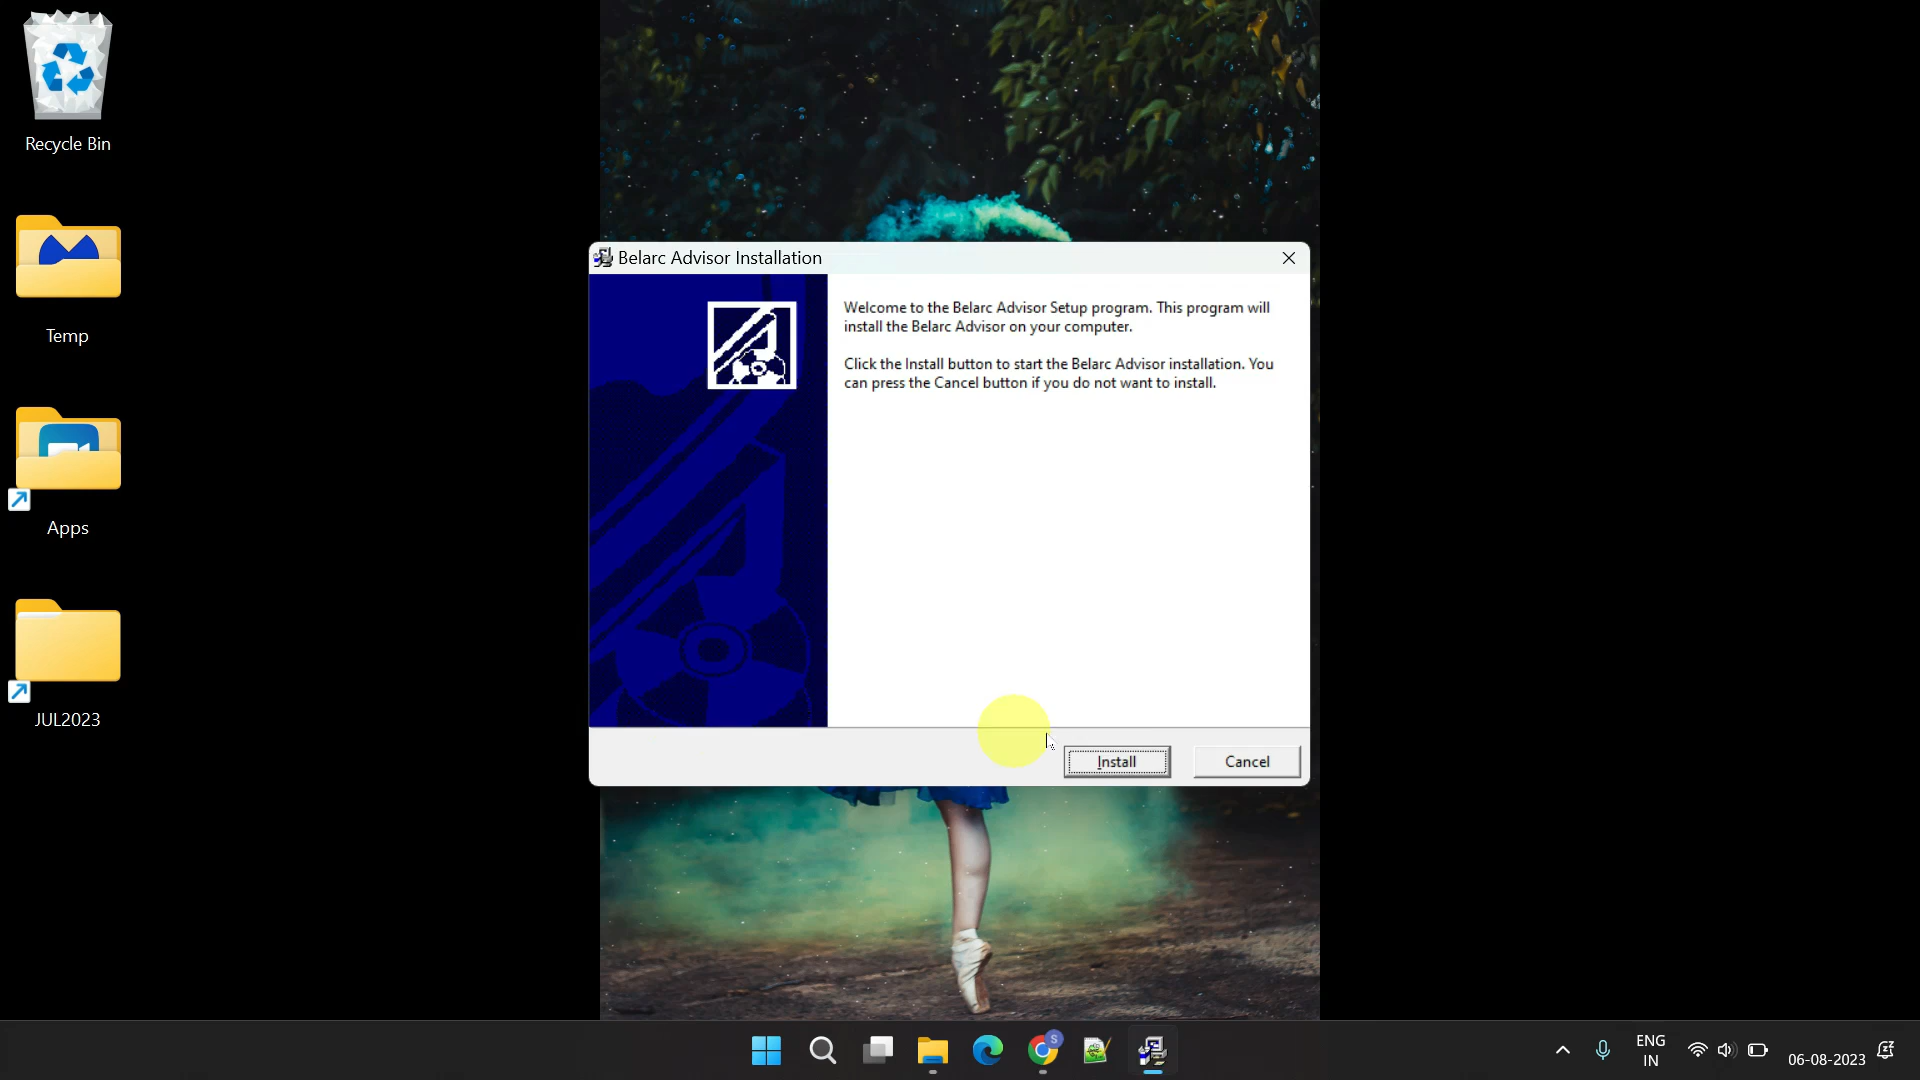 Recycle Bin
Temp
Apps
JUL2023
Belarc Advisor Installation
Welcome to the Belarc Advisor Setup program. This program will
install the Belarc Advisor on your computer.
Click the Install button to start the Belarc Advisor installation. You
can press the Cancel button if you do not want to install.
Install
Cancel
S
ENG
IN
06-08-2023